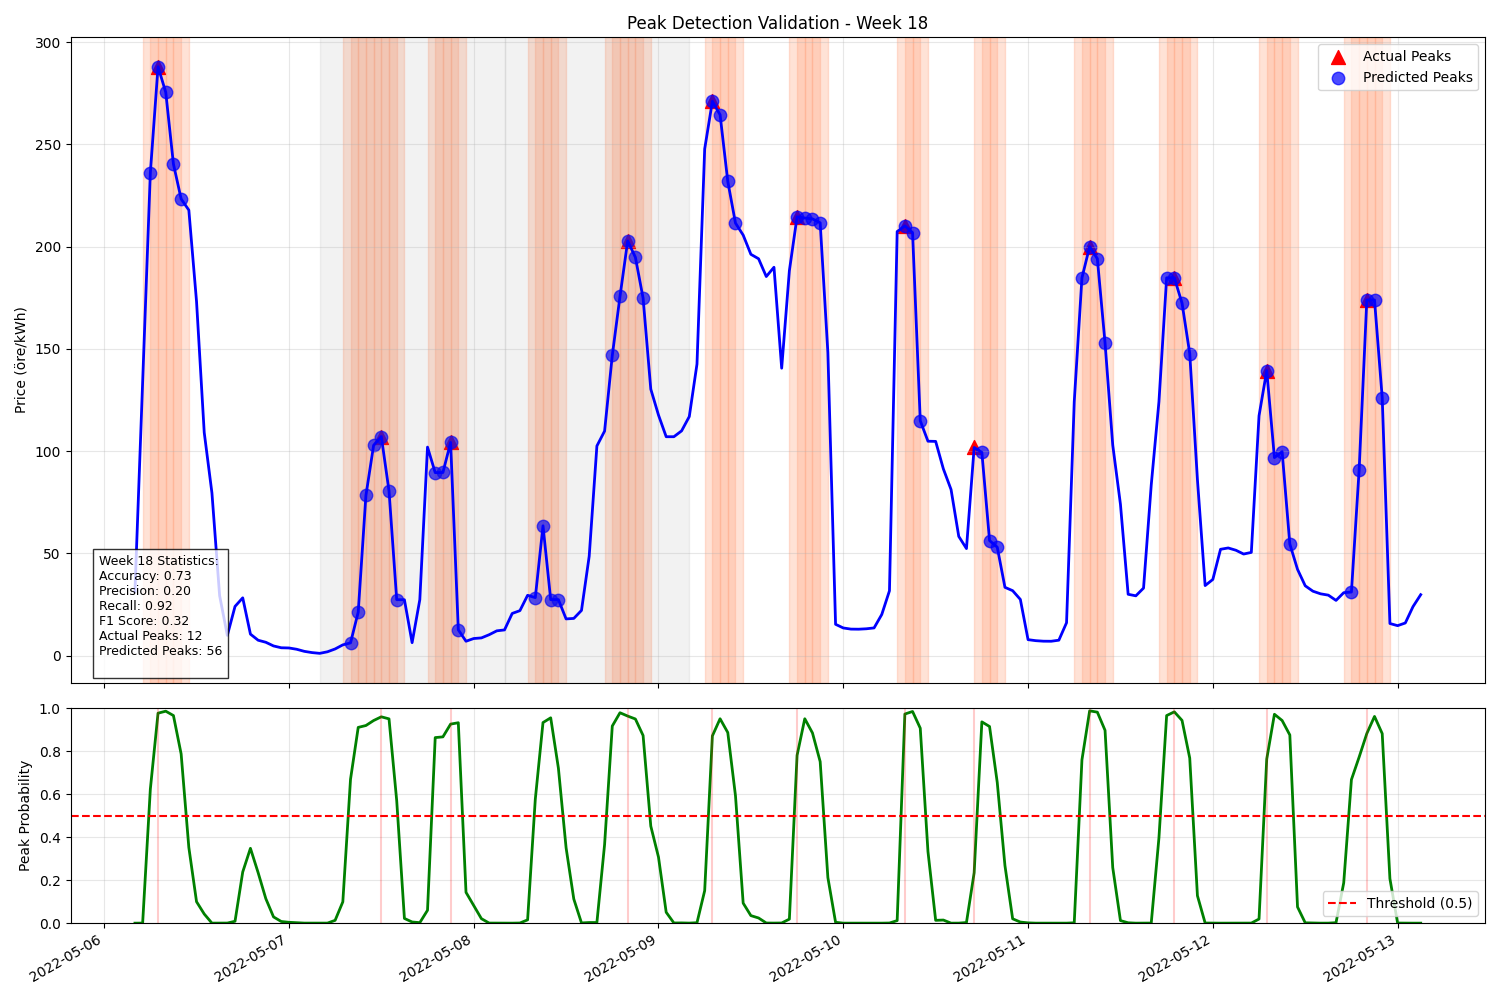 Peak Detection Validation - Week 18
300
250
200
150
100
50
0
Price (öre/kWh)
Actual Peaks
Predicted Peaks
Week 18 Statistics:
Accuracy: 0.73
Precision: 0.20
Recall: 0.92
F1 Score: 0.32
Actual Peaks: 12
Predicted Peaks: 56
1.0
0.8
0.6
0.4
0.2
0.0
Peak Probability
Threshold (0.5)
2022-05-06
2022-05-07
2022-05-08
2022-05-09
2022-05-10
2022-05-11
2022-05-12
2022-05-13